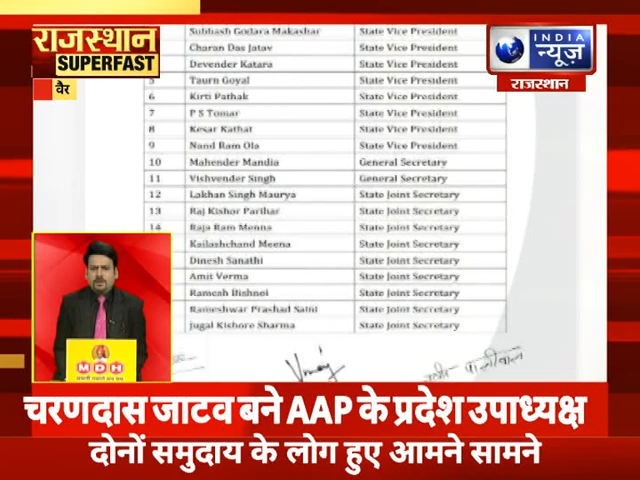 राजस्थान
SUPERFAST
वैर
INDIA
न्यूज़
राजस्थान
Subhash Godara Makashar State Vice President
Charan Das Jatav State Vice President
Devender Katara State Vice President
5 Taurn Goyal State Vice President
6 Kirti Pathak State Vice President
7 P S Tomar State Vice President
8 Kesar Kathat State Vice President
9 Nand Ram Ola State Vice President
10 Mahender Mandia General Secretary
11 Vishvender Singh General Secretary
12 Lakhan Singh Maurya State Joint Secretary
13 Raj Kishor Parihar State Joint Secretary
14 Raja Ram Menna State Joint Secretary
Kailashchand Meena State Joint Secretary
Dinesh Sanathi State Joint Secretary
Amit Verma State Joint Secretary
Ramesh Bishnoi State Joint Secretary
Rameshwar Prashad Saini State Joint Secretary
Jugal Kishore Sharma State Joint Secretary
MDH
चरणदास जाटव बने AAP के प्रदेश उपाध्यक्ष
दोनों समुदाय के लोग हुए आमने सामने